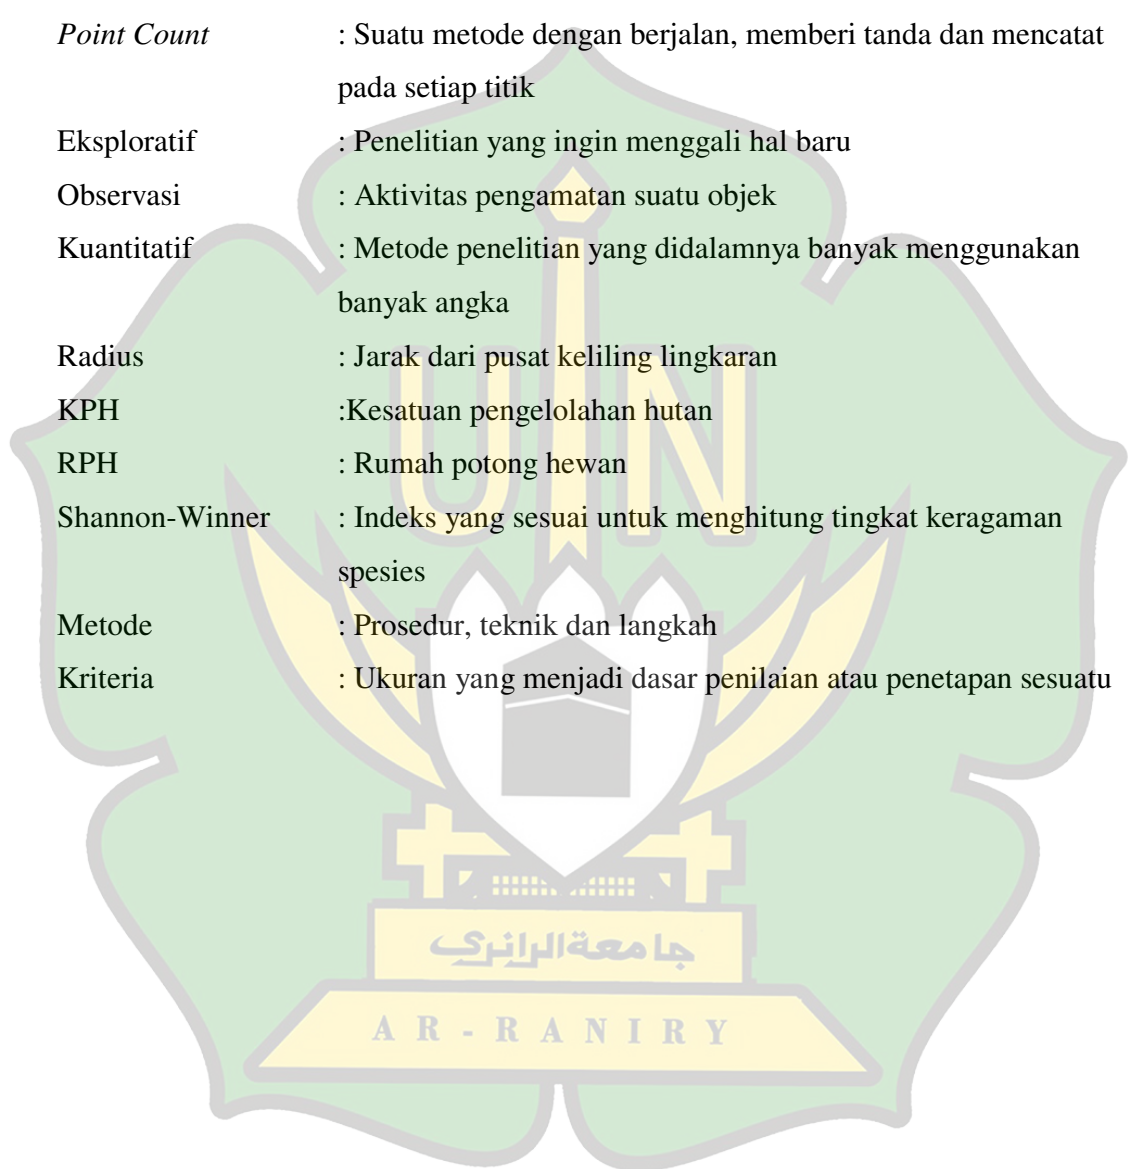 Point Count : Suatu metode dengan berjalan, memberi tanda dan mencatat
pada setiap titik
Eksploratif : Penelitian yang ingin menggali hal baru
Observasi : Aktivitas pengamatan suatu objek
Kuantitatif : Metode penelitian yang didalamnya banyak menggunakan
banyak angka
Radius : Jarak dari pusat keliling lingkaran
KPH :Kesatuan pengelolahan hutan
RPH : Rumah potong hewan
Shannon-Winner : Indeks yang sesuai untuk menghitung tingkat keragaman
spesies
Metode : Prosedur, teknik dan langkah
Kriteria : Ukuran yang menjadi dasar penilaian atau penetapan sesuatu
UIN
جامعة الرانري
AR-RANIRY